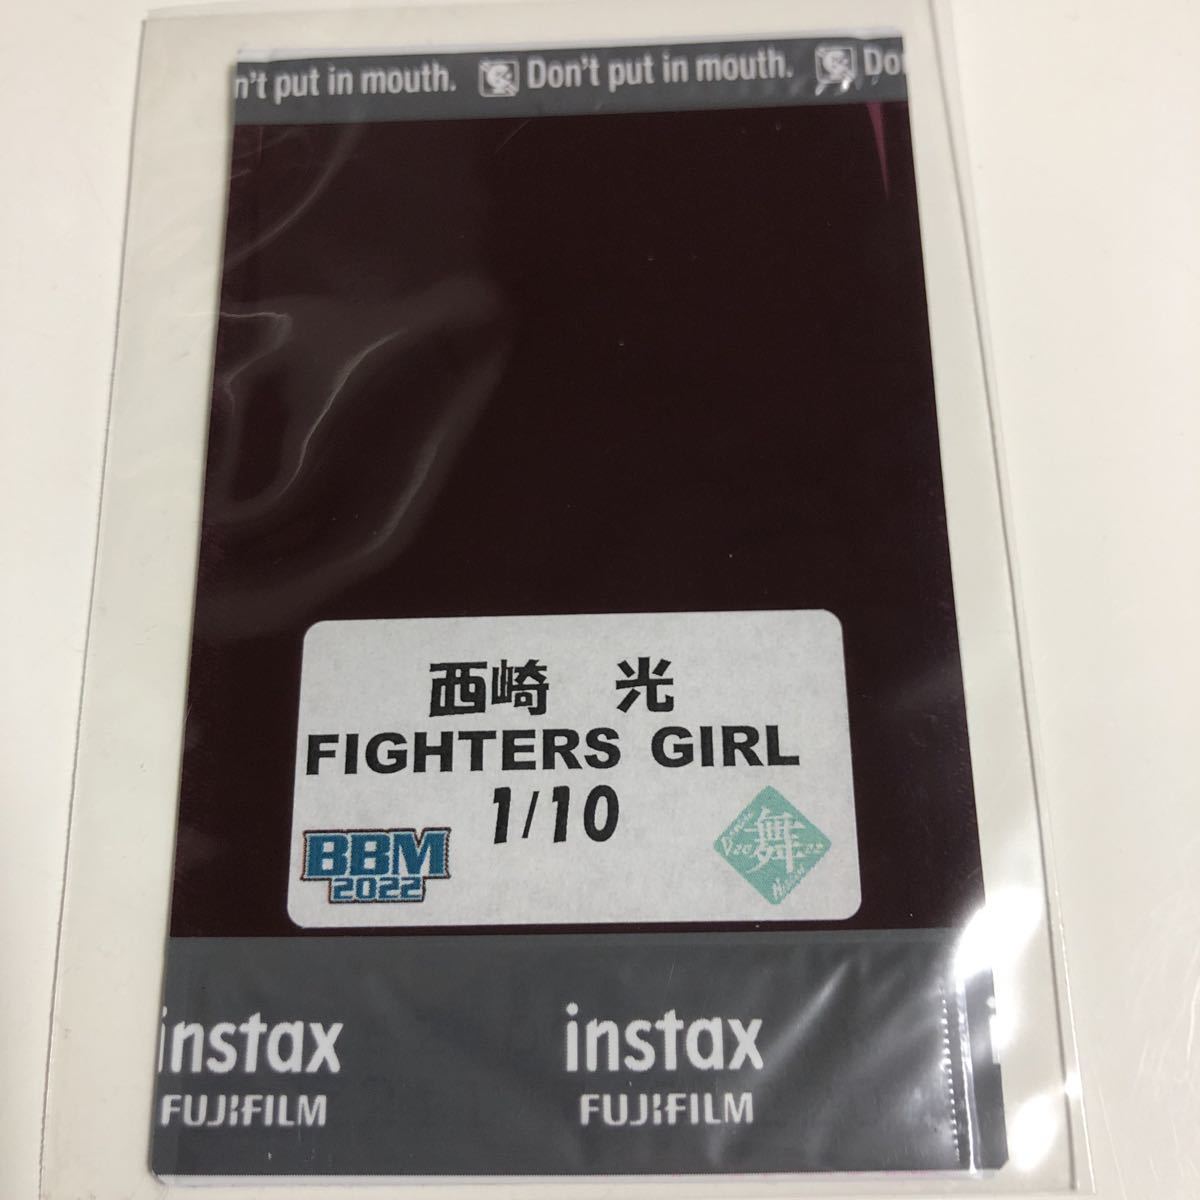 n't put in mouth. Don't put in mouth. Do
西崎 光
FIGHTERS GIRL
1/10
BBM
2022
舞
instax instax i
FUJIFILM FUJIFILM